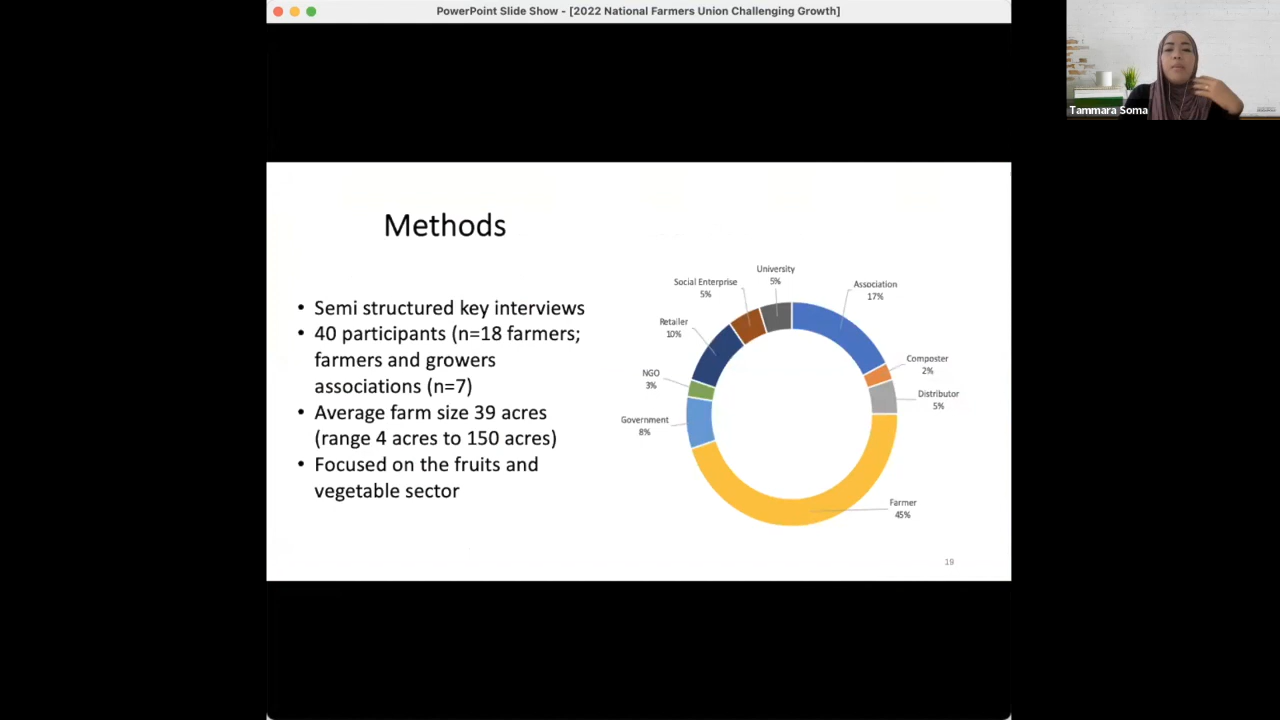 PowerPoint Slide Show - [2022 National Farmers Union Challenging Growth]
Tammara Soma
Methods
• Semi structured key interviews
• 40 participants (n=18 farmers;
farmers and growers
associations (n=7)
• Average farm size 39 acres
(range 4 acres to 150 acres)
• Focused on the fruits and
vegetable sector
University
5%
Social Enterprise
5%
Association
17%
Retailer
10%
Composter
2%
NGO
3%
Distributor
5%
Government
8%
Farmer
45%
19